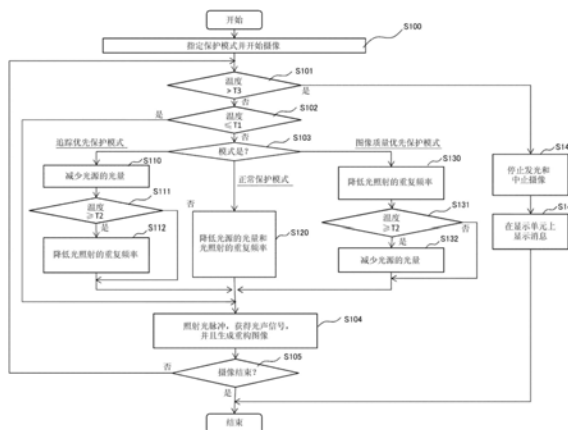 开始
S100
指定保护模式并开始摄像
S101
温度
＞T3
是
否
S102
温度
≤T1
是
否
S103
模式是?
追踪优先保护模式
图像质量优先保护模式
正常保护模式
S110
减少光源的光量
S111
温度
≥T2
否
是
S112
降低光照射的重复频率
S120
降低光源的光量和
光照射的重复频率
S130
降低光照射的重复频率
S131
温度
≥T2
是
否
S132
减少光源的光量
S14
停止发光和
中止摄像
S14
在显示单元上
显示消息
S104
照射光脉冲，获得光声信号，
并且生成重构图像
S105
摄像结束?
否
是
结束